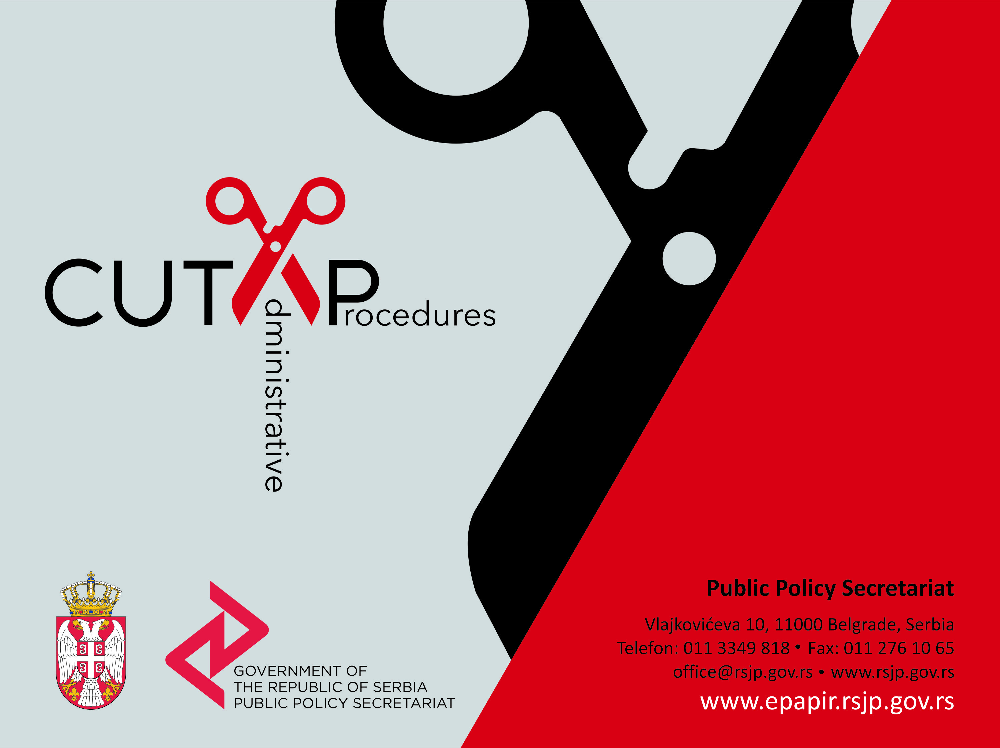 CUT AProcedures
dministrative
GOVERNMENT OF
THE REPUBLIC OF SERBIA
PUBLIC POLICY SECRETARIAT
Public Policy Secretariat
Vlajkovićeva 10, 11000 Belgrade, Serbia
Telefon: 011 3349 818 • Fax: 011 276 10 65
office@rsjp.gov.rs • www.rsjp.gov.rs
www.epapir.rsjp.gov.rs